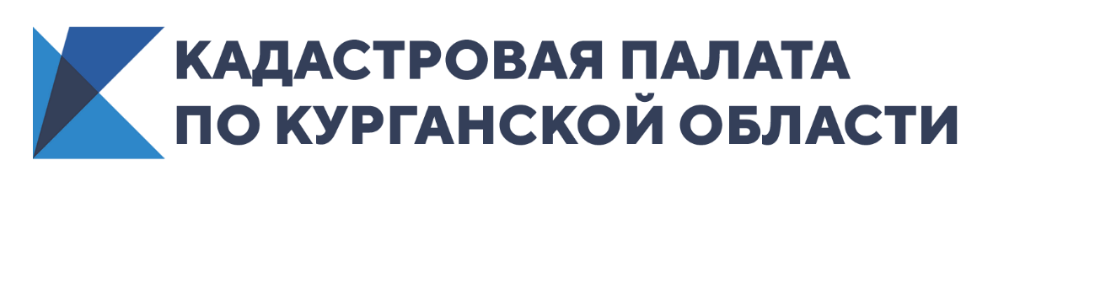 КАДАСТРОВАЯ ПАЛАТА
ПО КУРГАНСКОЙ ОБЛАСТИ